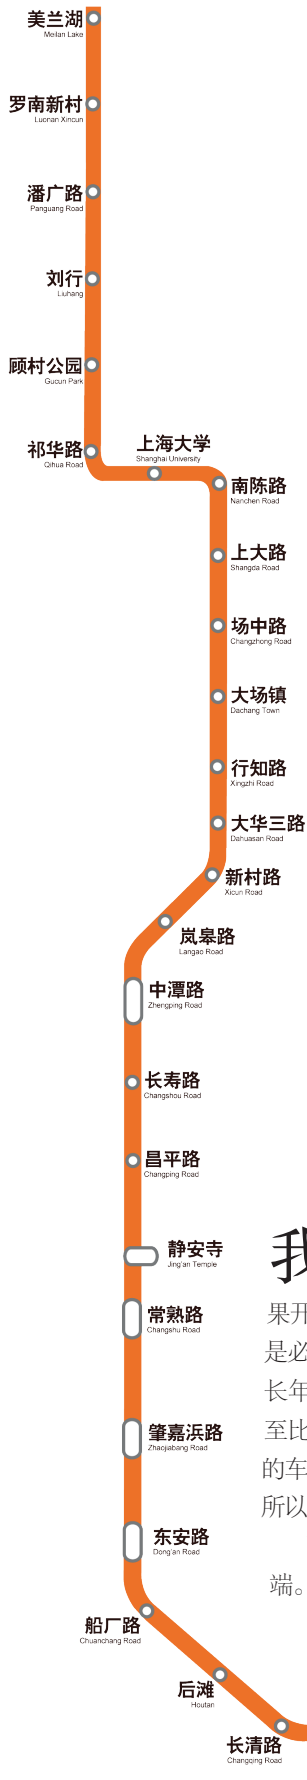 美兰湖
Meilan Lake
罗南新村
Luonan Xincun
潘广路
Panguang Road
刘行
Liuhang
顾村公园
Gucun Park
祁华路
Qihua Road
上海大学
Shanghai University
南陈路
Nanchen Road
上大路
Shangda Road
场中路
Changzhong Road
大场镇
Dachang Town
行知路
Xingzhi Road
大华三路
Dahuasan Road
新村路
Xicun Road
岚皋路
Langao Road
中潭路
Zhengping Road
长寿路
Changshou Road
昌平路
Changping Road
静安寺
Jing'an Temple
我
果开
常熟路
Changshu Road
是必
长年
肇嘉浜路
Zhaojiabang Road
至比
的车
所以
东安路
Dong'an Road
端。
船厂路
Chuanchang Road
后滩
Houtan
长清路
Changqing Road